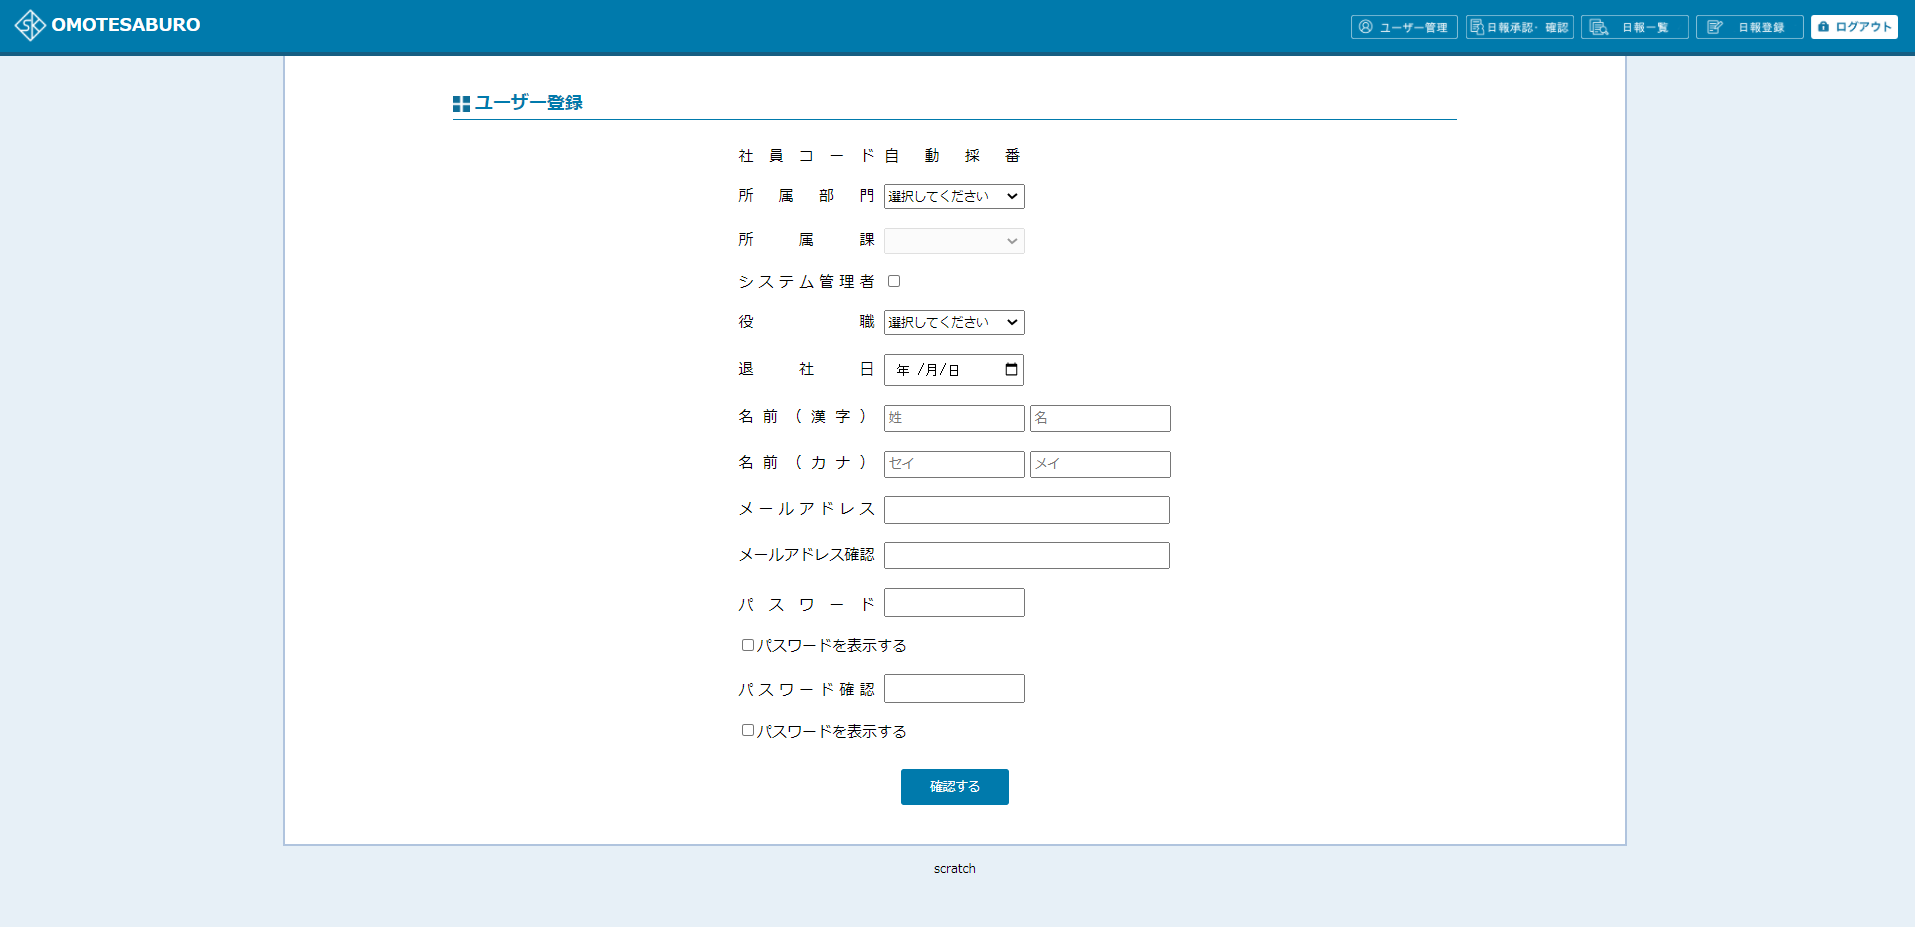 OMOTESABURO
ユーザー管理 日報承認・確認 日報一覧 日報登録 ログアウト
ユーザー登録
社員コード 自動採番
所属部門 選択してください
所属課
システム管理者
役職 選択してください
退社日 年 /月/日
名前（漢字） 姓 名
名前（カナ） セイ メイ
メールアドレス
メールアドレス確認
パスワード
パスワードを表示する
パスワード確認
パスワードを表示する
確認する
scratch